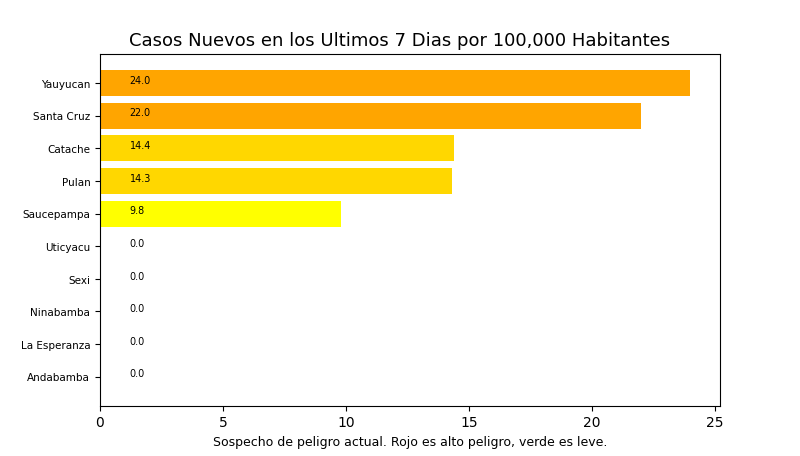 Casos Nuevos en los Ultimos 7 Dias por 100,000 Habitantes
Yauyucan 24.0
Santa Cruz 22.0
Catache 14.4
Pulan 14.3
Saucepampa 9.8
Uticyacu 0.0
Sexi 0.0
Ninabamba 0.0
La Esperanza 0.0
Andabamba 0.0
0 5 10 15 20 25
Sospecho de peligro actual. Rojo es alto peligro, verde es leve.